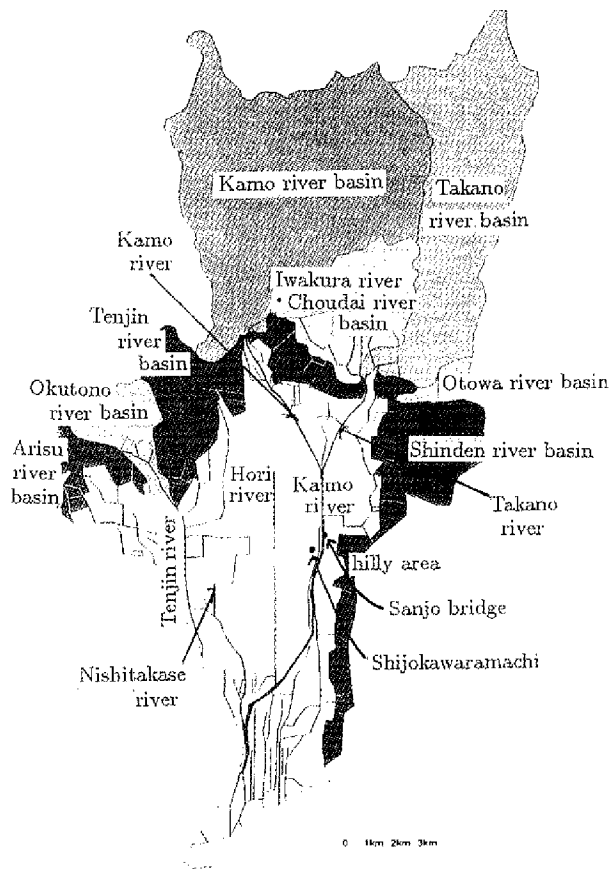 Kamo river basin
Takano
river basin
Kamo
river
Iwakura river
· Choudai river
basin
Tenjin
river
basin
Okutono
river basin
Otowa river basin
Arisu
river
basin
Hori
river
Kamo
river
Shinden river basin
Takano
river
Tenjin river
hilly area
Sanjo bridge
Shijokawaramachi
Nishitakase
river
0 1km 2km 3km